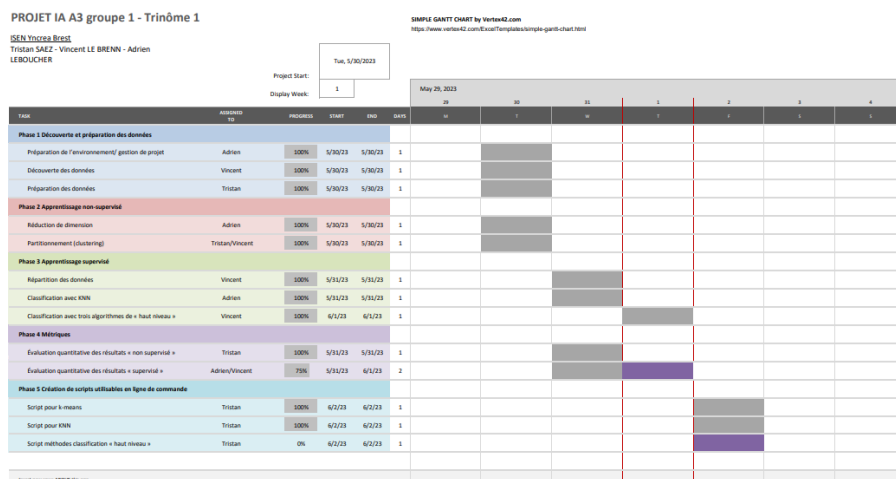 PROJET IA A3 groupe 1 - Trinôme 1
SIMPLE GANTT CHART by Vertex42.com
https://www.vertex42.com/ExcelTemplates/simple-gantt-chart.html
ISEN Yncrea Brest
Tristan SAEZ - Vincent LE BRENN - Adrien
LEBOUCHER
Project Start: Tue, 5/30/2023
Display Week: 1
May 29, 2023
29 30 31 1 2 3 4
TASK ASSIGNED TO PROGRESS START END DAYS M T W T F S S
Phase 1 Découverte et préparation des données
Préparation de l'environnement/ gestion de projet Adrien 100% 5/30/23 5/30/23 1
Découverte des données Vincent 100% 5/30/23 5/30/23 1
Préparation des données Tristan 100% 5/30/23 5/30/23 1
Phase 2 Apprentissage non-supervisé
Réduction de dimension Adrien 100% 5/30/23 5/30/23 1
Partitionnement (clustering) Tristan/Vincent 100% 5/30/23 5/30/23 1
Phase 3 Apprentissage supervisé
Répartition des données Vincent 100% 5/31/23 5/31/23 1
Classification avec KNN Adrien 100% 5/31/23 5/31/23 1
Classification avec trois algorithmes de « haut niveau » Vincent 100% 6/1/23 6/1/23 1
Phase 4 Métriques
Évaluation quantitative des résultats « non supervisé » Tristan 100% 5/31/23 5/31/23 1
Évaluation quantitative des résultats « supervisé » Adrien/Vincent 75% 5/31/23 6/1/23 2
Phase 5 Création de scripts utilisables en ligne de commande
Script pour k-means Tristan 100% 6/2/23 6/2/23 1
Script pour KNN Tristan 100% 6/2/23 6/2/23 1
Script méthodes classification « haut niveau » Tristan 0% 6/2/23 6/2/23 1